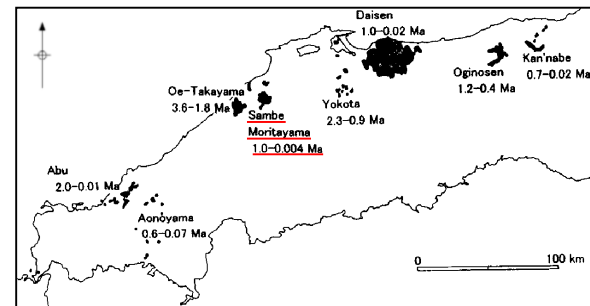 Daisen
1.0-0.02 Ma
Kan'nabe
0.7-0.02 Ma
Oginosen
1.2-0.4 Ma
Oe-Takayama
3.6-1.8 Ma
Yokota
2.3-0.9 Ma
Sambe
Moritayama
1.0-0.004 Ma
Abu
2.0-0.01 Ma
Aonoyama
0.6-0.07 Ma
0
100 km